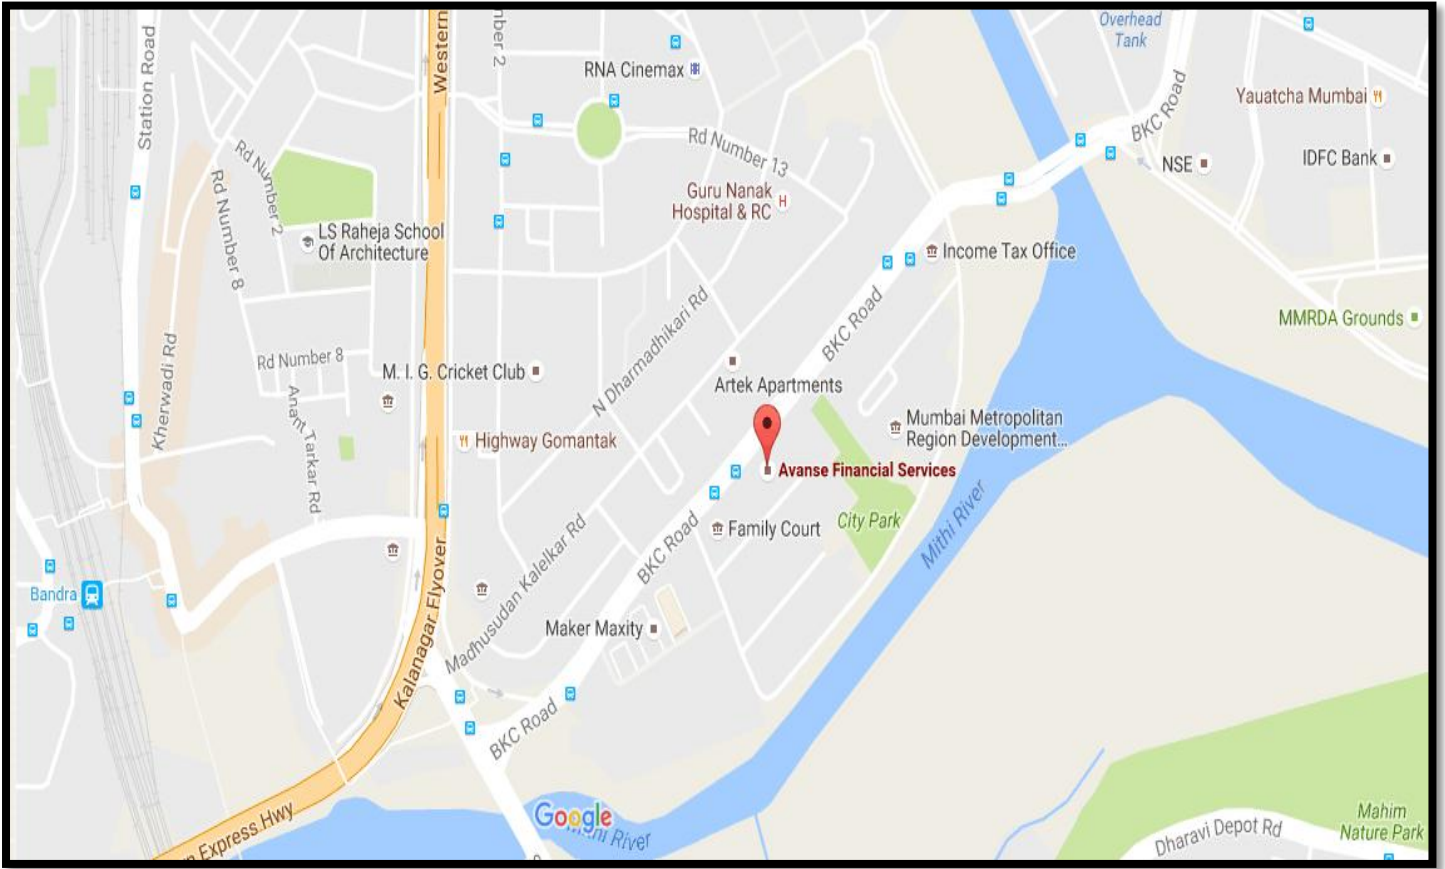 Station Road
Western
nber 2
RNA Cinemax
Overhead
Tank
Yauatcha Mumbai
BKC Road
Rd Number 13
NSE
IDFC Bank
Rd Number 2
Rd Number 8
Guru Nanak
Hospital & RC
H
LS Raheja School
Of Architecture
Income Tax Office
N Dharmadhikari Rd
BKC Road
MMRDA Grounds
Kherwadi Rd
Rd Number 8
M. I. G. Cricket Club
Artek Apartments
Anant Tarkar Rd
Highway Gomantak
Mumbai Metropolitan
Region Development...
Avanse Financial Services
City Park
Family Court
Mithi River
BKC Road
Madhusudan Kalelkar Rd
Kalanagar Flyover
Bandra
Maker Maxity
BKC Road
n Express Hwy
Google
Mithi River
Dharavi Depot Rd
Mahim
Nature Park